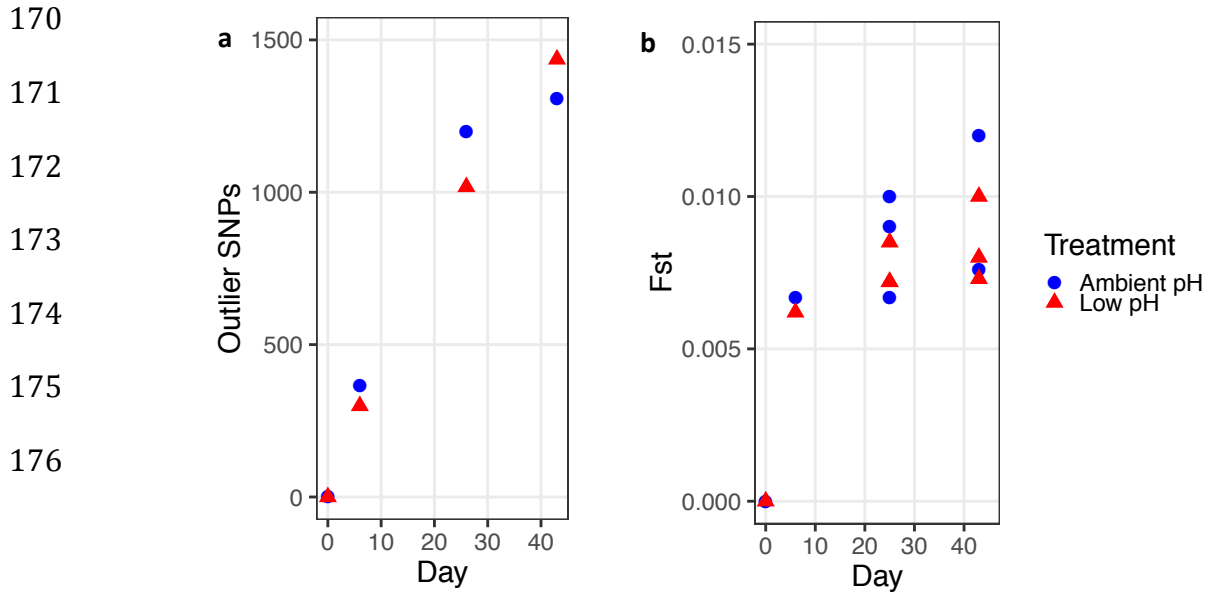 170
171
172
173
174
175
176
a
1500
1000
500
0
Outlier SNPs
0 10 20 30 40
Day
b
0.015
0.010
0.005
0.000
Fst
0 10 20 30 40
Day
Treatment
Ambient pH
Low pH